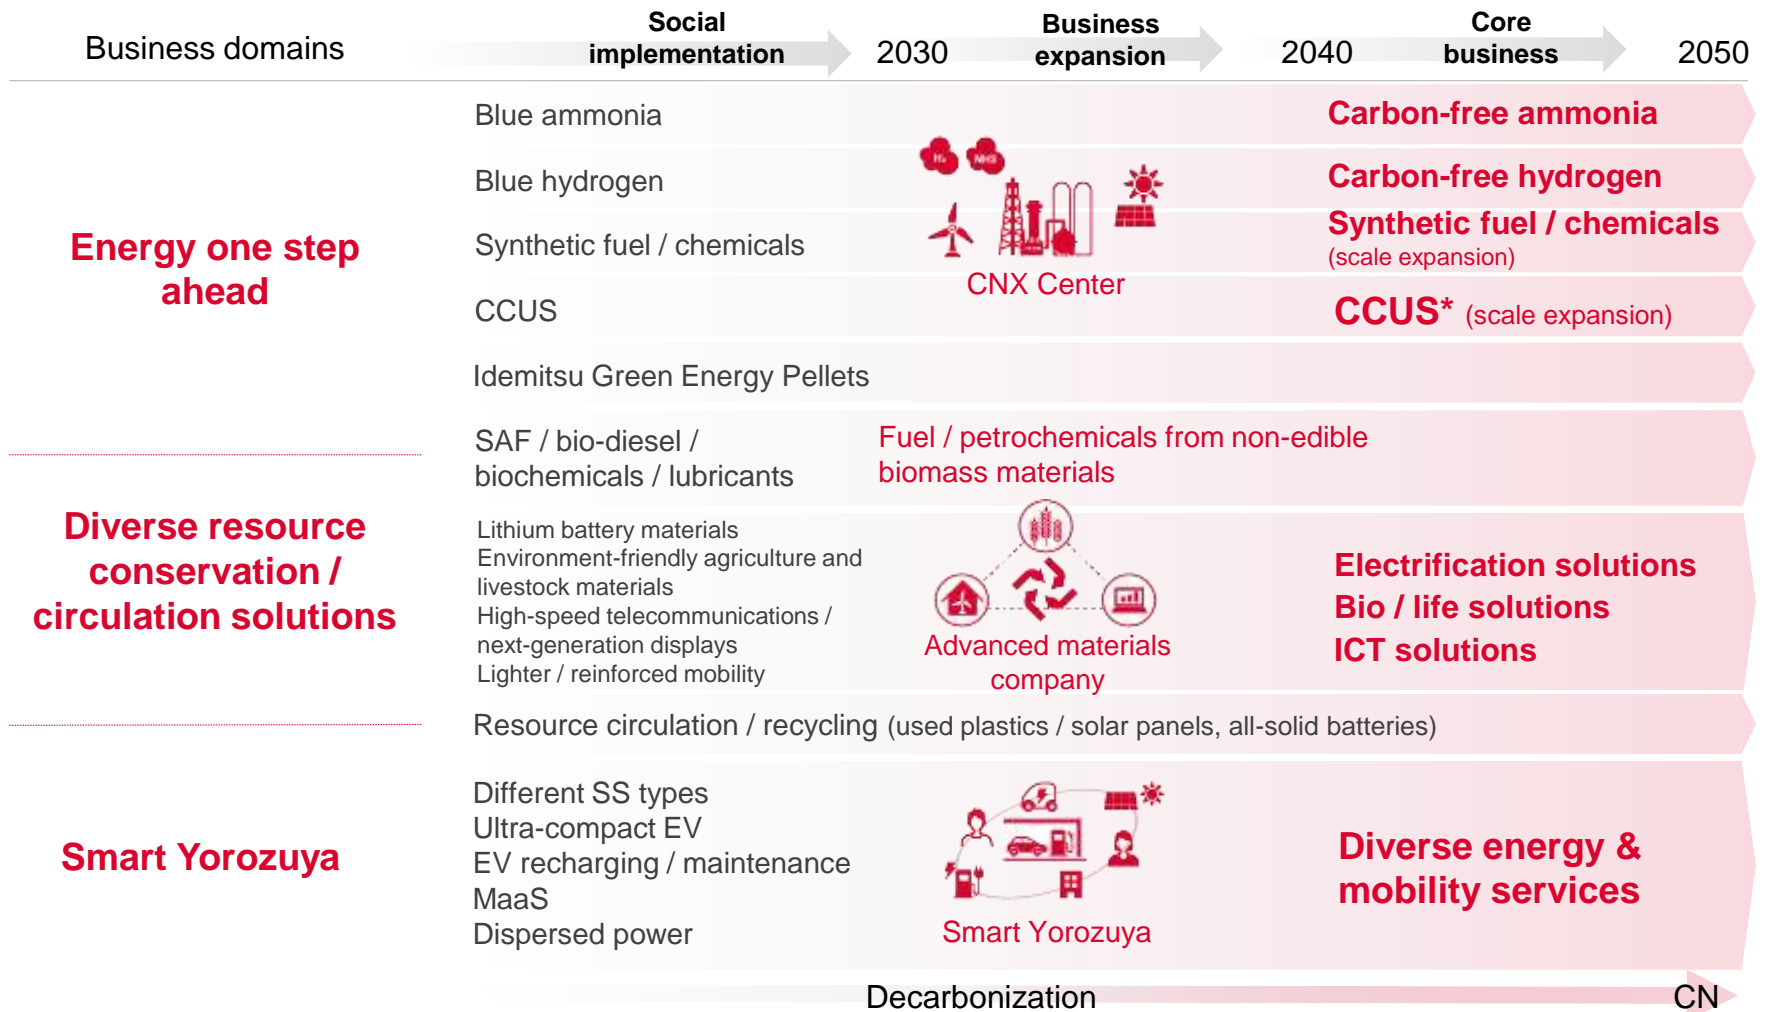 Business domains
Social
implementation
2030
Business
expansion
2040
Core
business
2050
Energy one step
ahead
Blue ammonia
Carbon-free ammonia
Blue hydrogen
H₂
NH3
Carbon-free hydrogen
Synthetic fuel / chemicals
CNX Center
Synthetic fuel / chemicals
(scale expansion)
CCUS
CCUS* (scale expansion)
Idemitsu Green Energy Pellets
SAF / bio-diesel /
biochemicals / lubricants
Fuel / petrochemicals from non-edible
biomass materials
Diverse resource
conservation /
circulation solutions
Lithium battery materials
Environment-friendly agriculture and
livestock materials
High-speed telecommunications /
next-generation displays
Lighter / reinforced mobility
Advanced materials
company
Electrification solutions
Bio / life solutions
ICT solutions
Resource circulation / recycling (used plastics / solar panels, all-solid batteries)
Smart Yorozuya
Different SS types
Ultra-compact EV
EV recharging / maintenance
MaaS
Dispersed power
Smart Yorozuya
Diverse energy &
mobility services
Decarbonization
CN